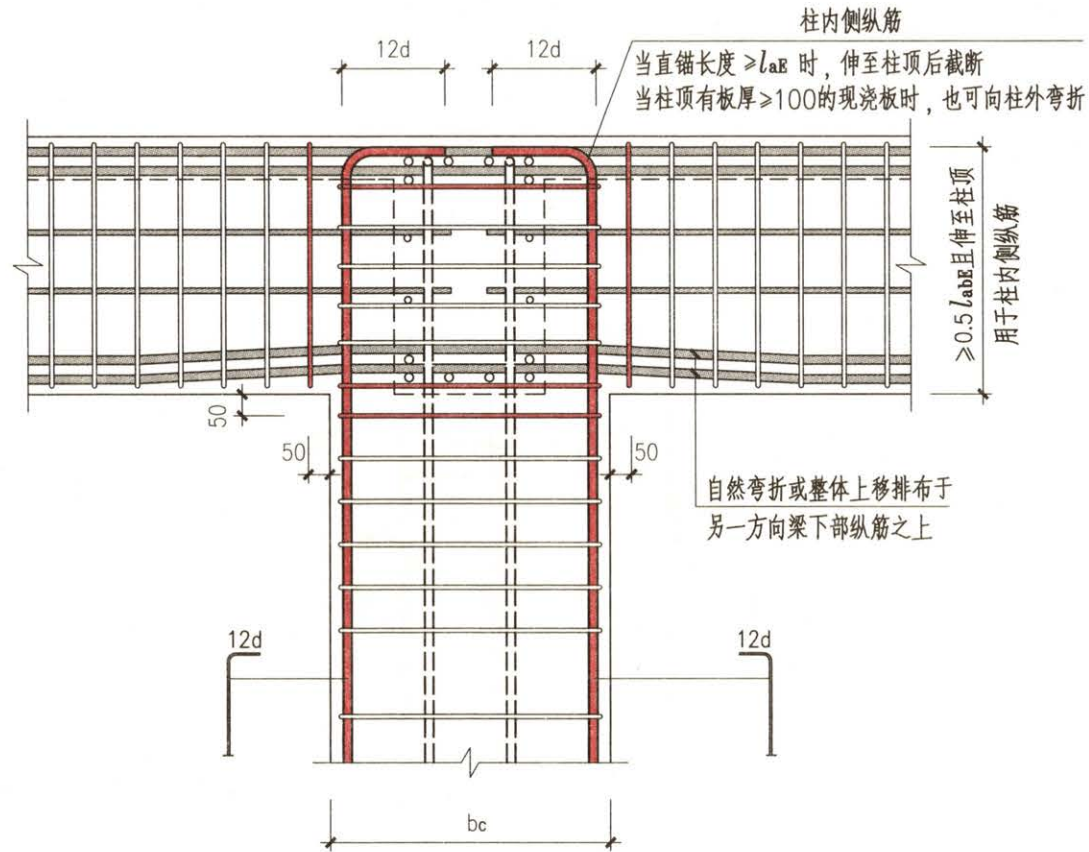 柱内侧纵筋
12d
12d
当直锚长度≥laE 时，伸至柱顶后截断
当柱顶有板厚≥100的现浇板时，也可向柱外弯折
≥0.5labE且伸至柱顶
用于柱内侧纵筋
50
50
50
自然弯折或整体上移排布于
另一方向梁下部纵筋之上
12d
12d
bc